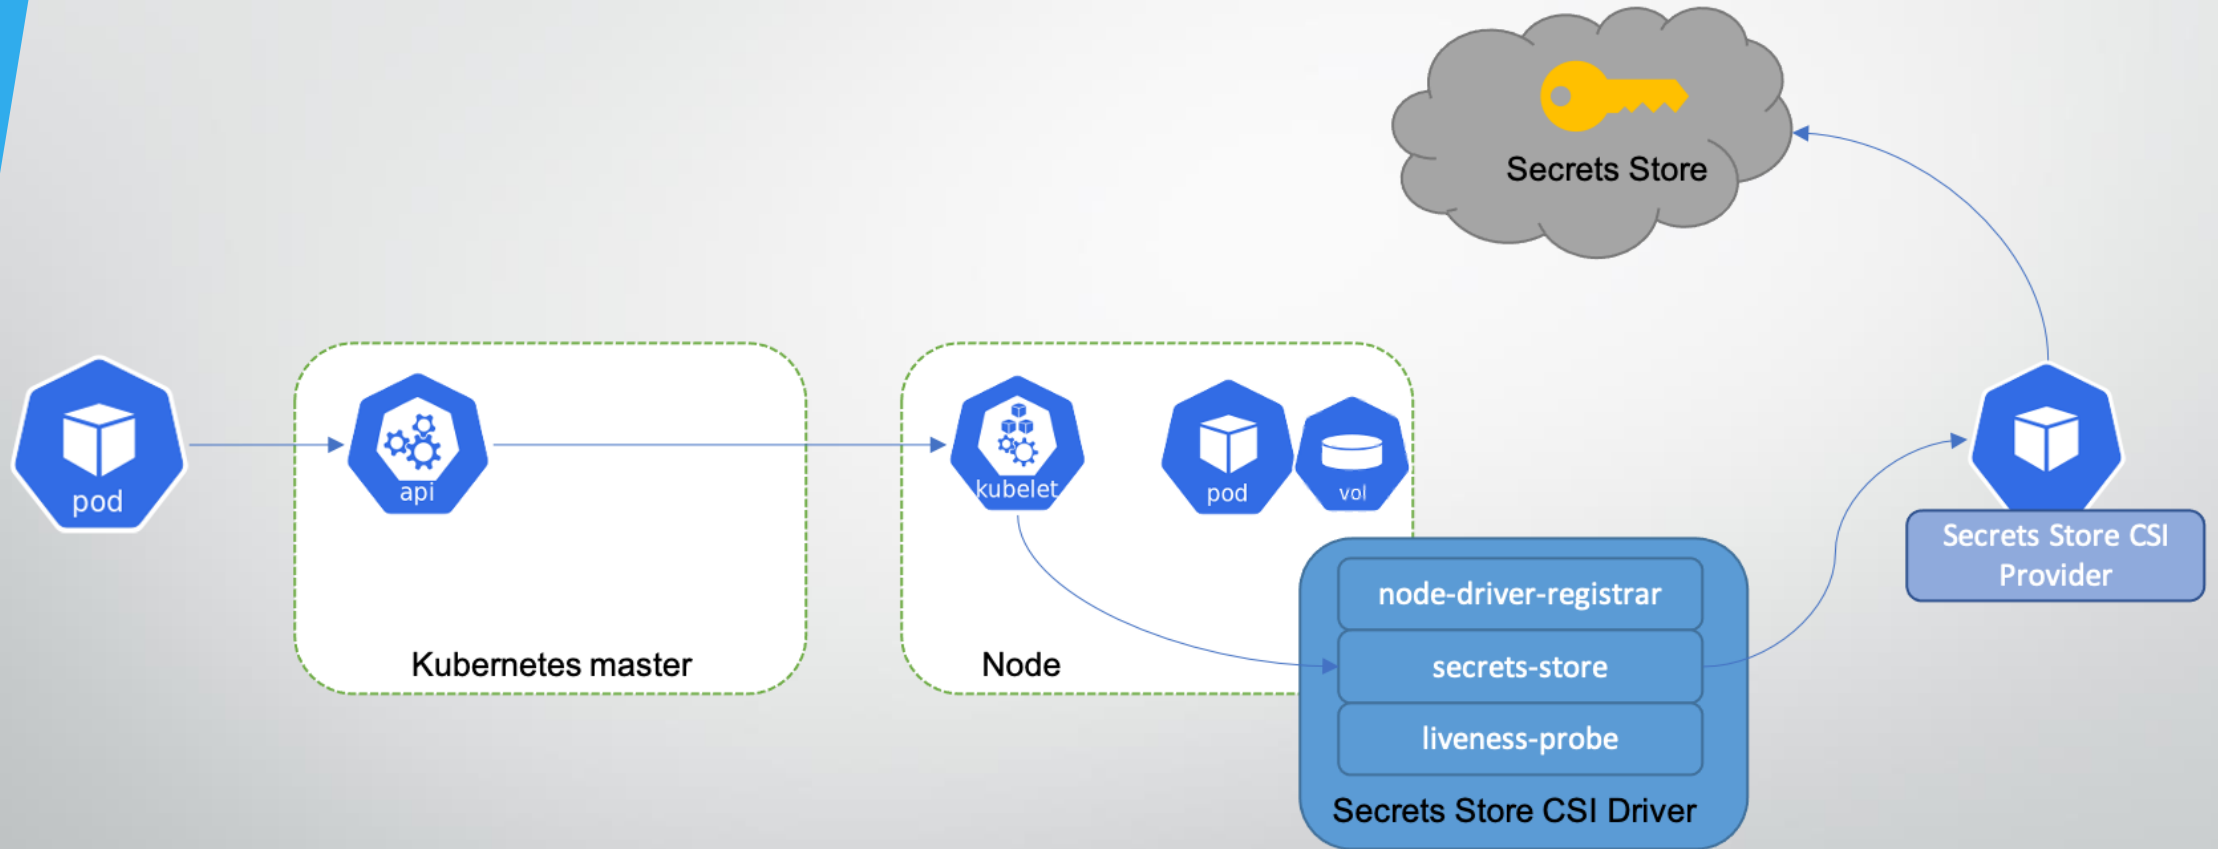 Secrets Store
pod
api
Kubernetes master
kubelet
pod
vol
Node
node-driver-registrar
secrets-store
liveness-probe
Secrets Store CSI Driver
Secrets Store CSI
Provider